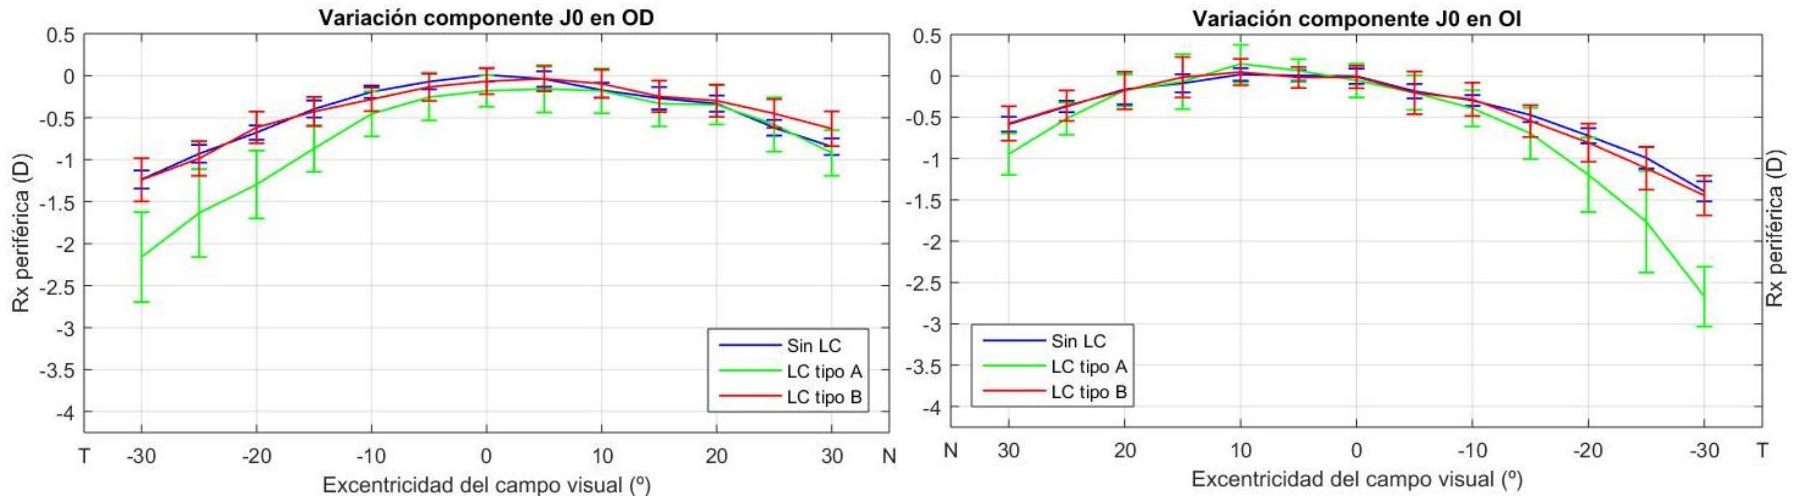 Variación componente J0 en OD
Rx periférica (D)
0.5
0
-0.5
-1
-1.5
-2
-2.5
-3
-3.5
-4
T -30 -20 -10 0 10 20 30 N
Excentricidad del campo visual (º)
Sin LC
LC tipo A
LC tipo B
Variación componente J0 en OI
0.5
0
-0.5
-1
-1.5
-2
-2.5
-3
-3.5
-4
N 30 20 10 0 -10 -20 -30 T
Excentricidad del campo visual (º)
Rx periférica (D)
Sin LC
LC tipo A
LC tipo B